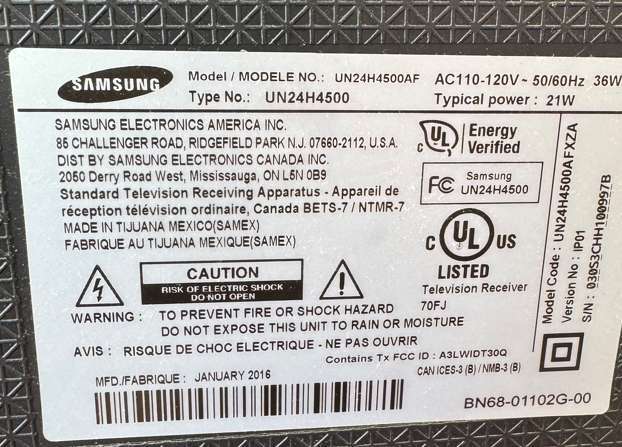 SAMSUNG
Model / MODELE NO.: UN24H4500AF
AC110-120V~ 50/60Hz 36W
Type No.: UN24H4500
Typical power : 21W
SAMSUNG ELECTRONICS AMERICA INC.
85 CHALLENGER ROAD, RIDGEFIELD PARK N.J. 07660-2112, U.S.A.
DIST BY SAMSUNG ELECTRONICS CANADA INC.
2050 Derry Road West, Mississauga, ON L5N 0B9
Standard Television Receiving Apparatus - Appareil de
réception télévision ordinaire, Canada BETS-7 / NTMR-7
MADE IN TIJUANA MEXICO(SAMEX)
FABRIQUE AU TIJUANA MEXIQUE(SAMEX)
C UL
Energy
Verified
FC
Samsung
UN24H4500
C UL US
LISTED
Television Receiver
70FJ
Model Code : UN24H4500AFXZA
Version No : IP01
S/N : 030S3CHH100997B
CAUTION
RISK OF ELECTRIC SHOCK
DO NOT OPEN
WARNING : TO PREVENT FIRE OR SHOCK HAZARD
DO NOT EXPOSE THIS UNIT TO RAIN OR MOISTURE
AVIS : RISQUE DE CHOC ELECTRIQUE - NE PAS OUVRIR
Contains Tx FCC ID : A3LWIDT30Q
CAN ICES-3 (B) / NMB-3 (B)
MFD./FABRIQUE : JANUARY 2016
BN68-01102G-00